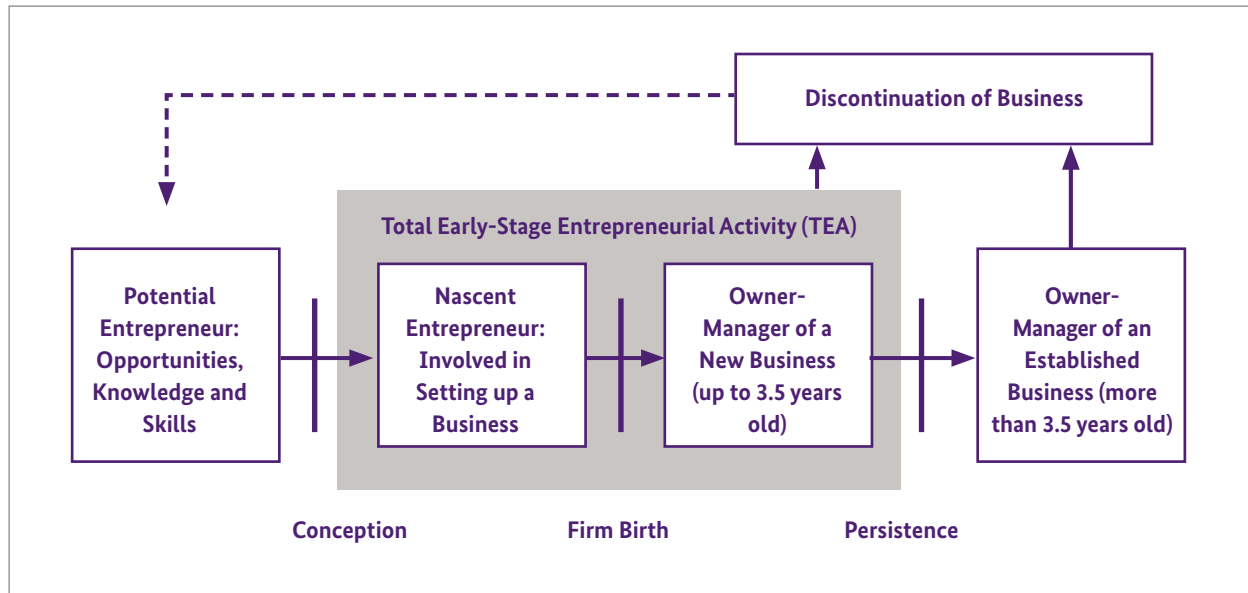 Discontinuation of Business
Total Early-Stage Entrepreneurial Activity (TEA)
Potential
Entrepreneur:
Opportunities,
Knowledge and
Skills
Nascent
Entrepreneur:
Involved in
Setting up a
Business
Owner-
Manager of a
New Business
(up to 3.5 years
old)
Owner-
Manager of an
Established
Business (more
than 3.5 years old)
Conception
Firm Birth
Persistence